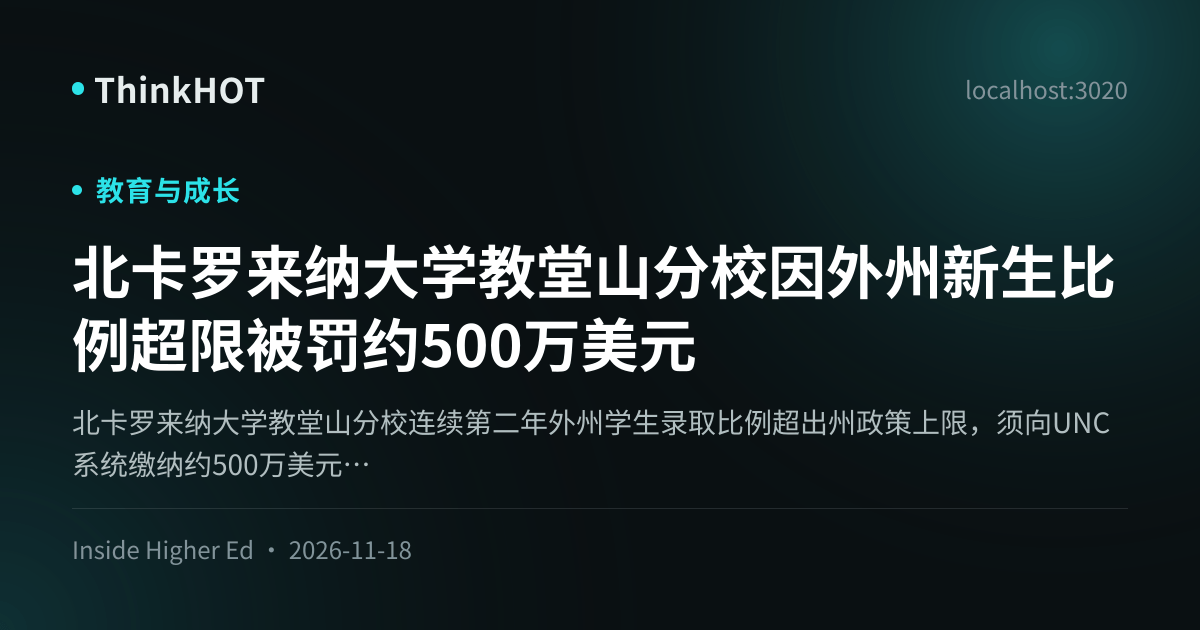 ThinkHOT
localhost:3020
教育与成长
北卡罗来纳大学教堂山分校因外州新生比
例超限被罚约500万美元
北卡罗来纳大学教堂山分校连续第二年外州学生录取比例超出州政策上限，须向UNC
系统缴纳约500万美元…
Inside Higher Ed · 2026-11-18